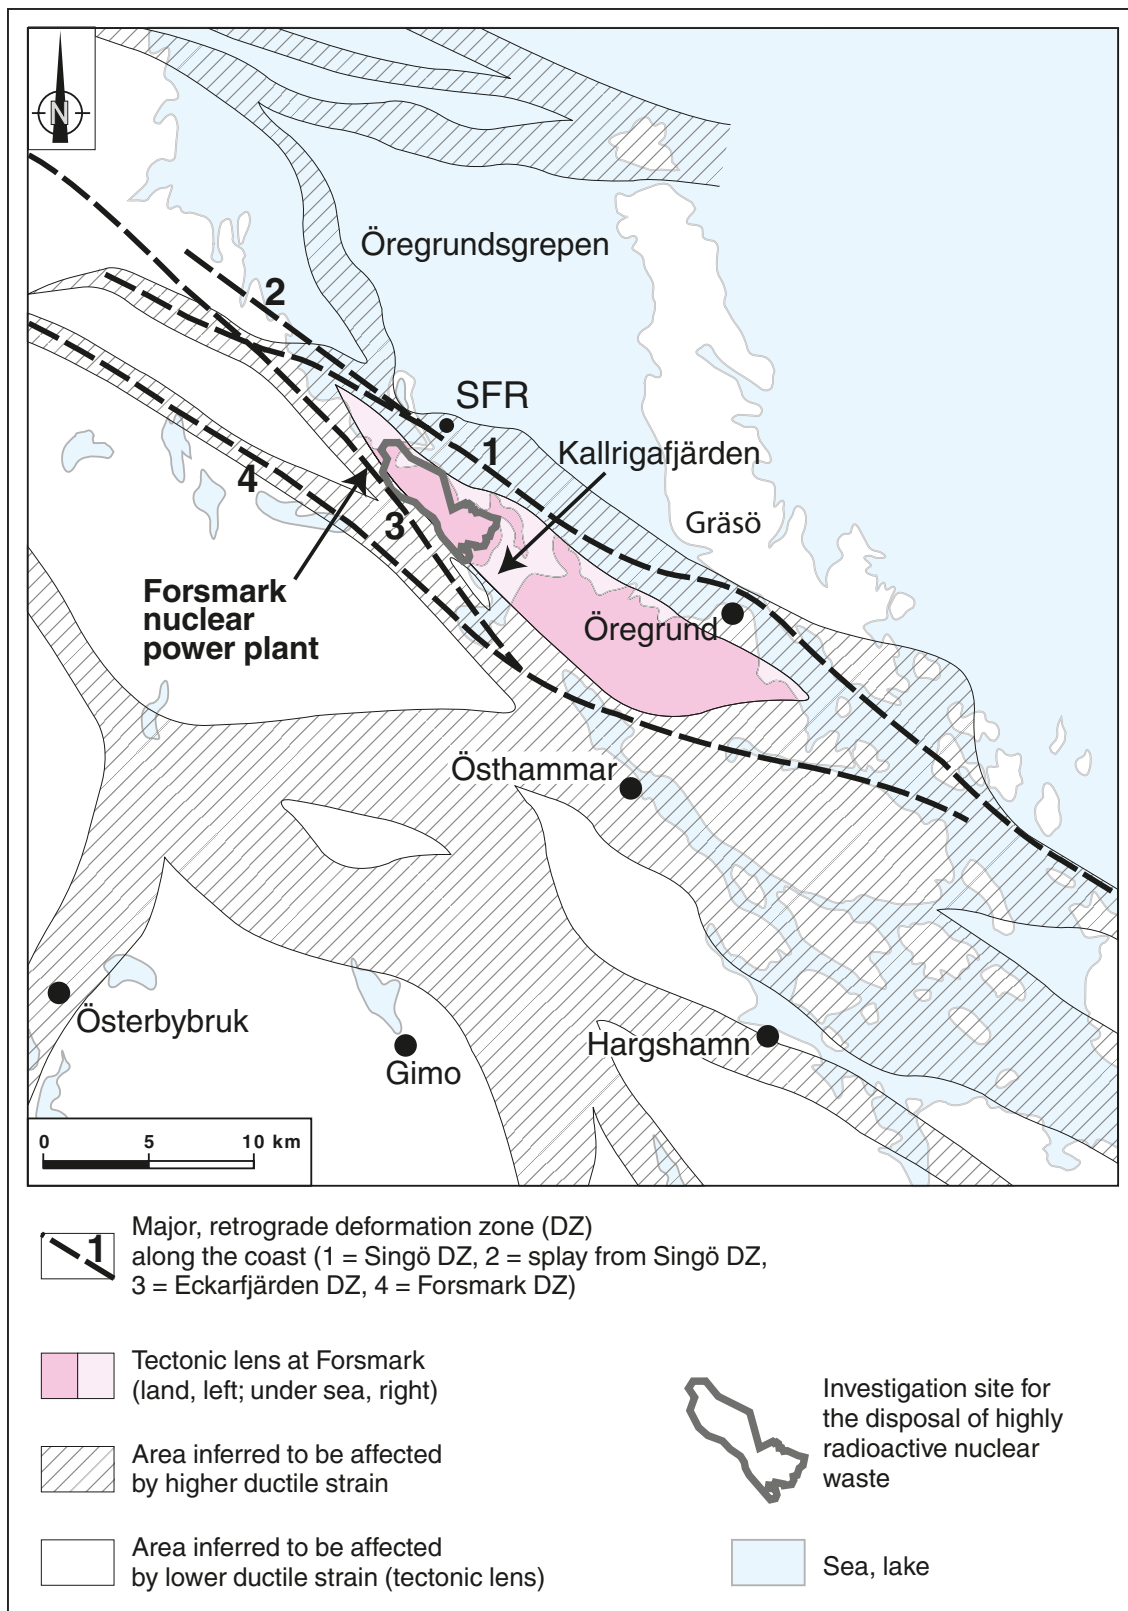 N
Öregrundsgrepen
2
SFR
1
Kallrigafjärden
4
3
Gräsö
Forsmark
nuclear
power plant
Öregrund
Östhammar
Österbybruk
Hargshamn
Gimo
0 5 10 km
1
Major, retrograde deformation zone (DZ)
along the coast (1 = Singö DZ, 2 = splay from Singö DZ,
3 = Eckarfjärden DZ, 4 = Forsmark DZ)
Tectonic lens at Forsmark
(land, left; under sea, right)
Area inferred to be affected
by higher ductile strain
Area inferred to be affected
by lower ductile strain (tectonic lens)
Investigation site for
the disposal of highly
radioactive nuclear
waste
Sea, lake